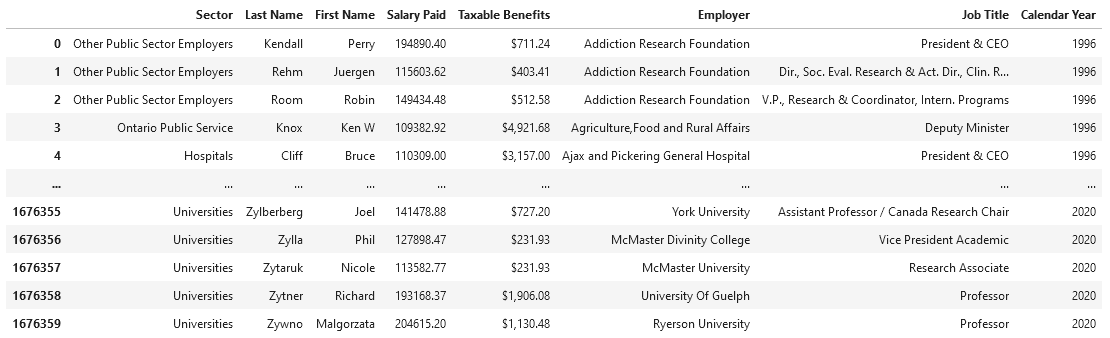 Sector Last Name First Name Salary Paid Taxable Benefits Employer Job Title Calendar Year
0 Other Public Sector Employers Kendall Perry 194890.40 $711.24 Addiction Research Foundation President & CEO 1996
1 Other Public Sector Employers Rehm Juergen 115603.62 $403.41 Addiction Research Foundation Dir., Soc. Eval. Research & Act. Dir., Clin. R... 1996
2 Other Public Sector Employers Room Robin 149434.48 $512.58 Addiction Research Foundation V.P., Research & Coordinator, Intern. Programs 1996
3 Ontario Public Service Knox Ken W 109382.92 $4,921.68 Agriculture,Food and Rural Affairs Deputy Minister 1996
4 Hospitals Cliff Bruce 110309.00 $3,157.00 Ajax and Pickering General Hospital President & CEO 1996
... ... ... ... ... ... ... ... ...
1676355 Universities Zylberberg Joel 141478.88 $727.20 York University Assistant Professor / Canada Research Chair 2020
1676356 Universities Zylla Phil 127898.47 $231.93 McMaster Divinity College Vice President Academic 2020
1676357 Universities Zytaruk Nicole 113582.77 $231.93 McMaster University Research Associate 2020
1676358 Universities Zytner Richard 193168.37 $1,906.08 University Of Guelph Professor 2020
1676359 Universities Zywno Malgorzata 204615.20 $1,130.48 Ryerson University Professor 2020